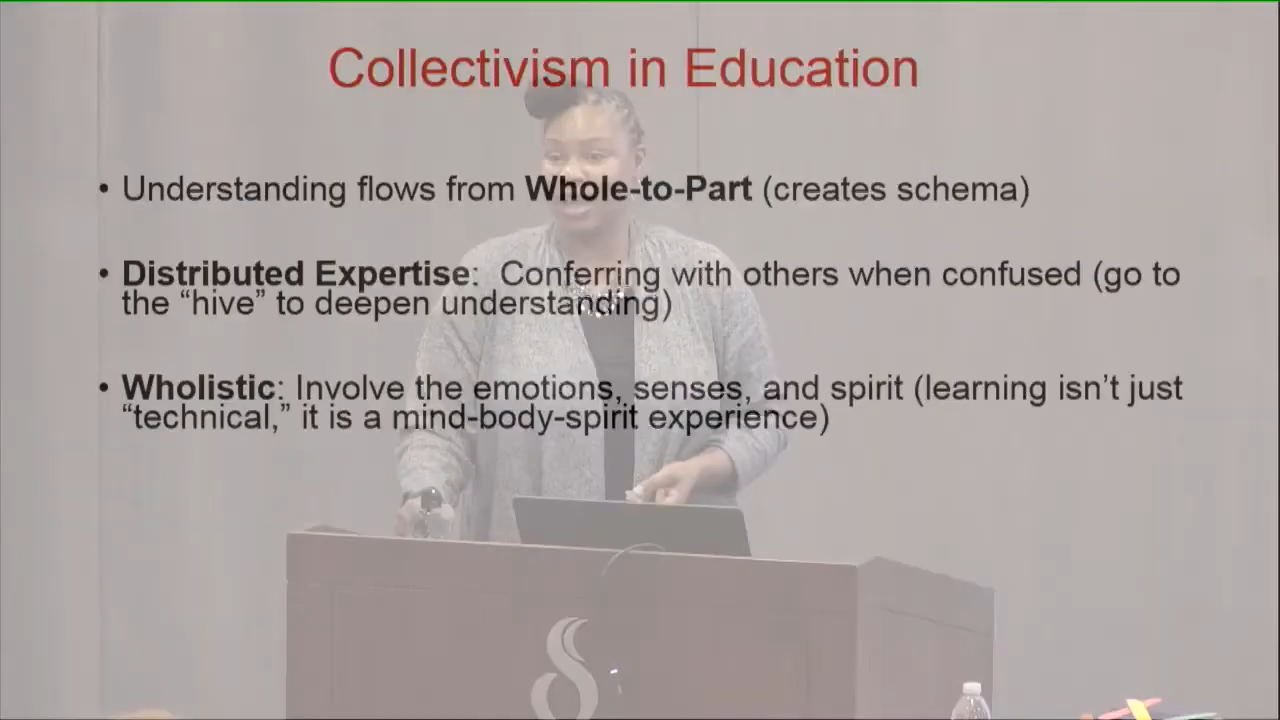 Collectivism in Education
• Understanding flows from Whole-to-Part (creates schema)
• Distributed Expertise:  Conferring with others when confused (go to
the “hive” to deepen understanding)
• Wholistic: Involve the emotions, senses, and spirit (learning isn’t just
“technical,” it is a mind-body-spirit experience)